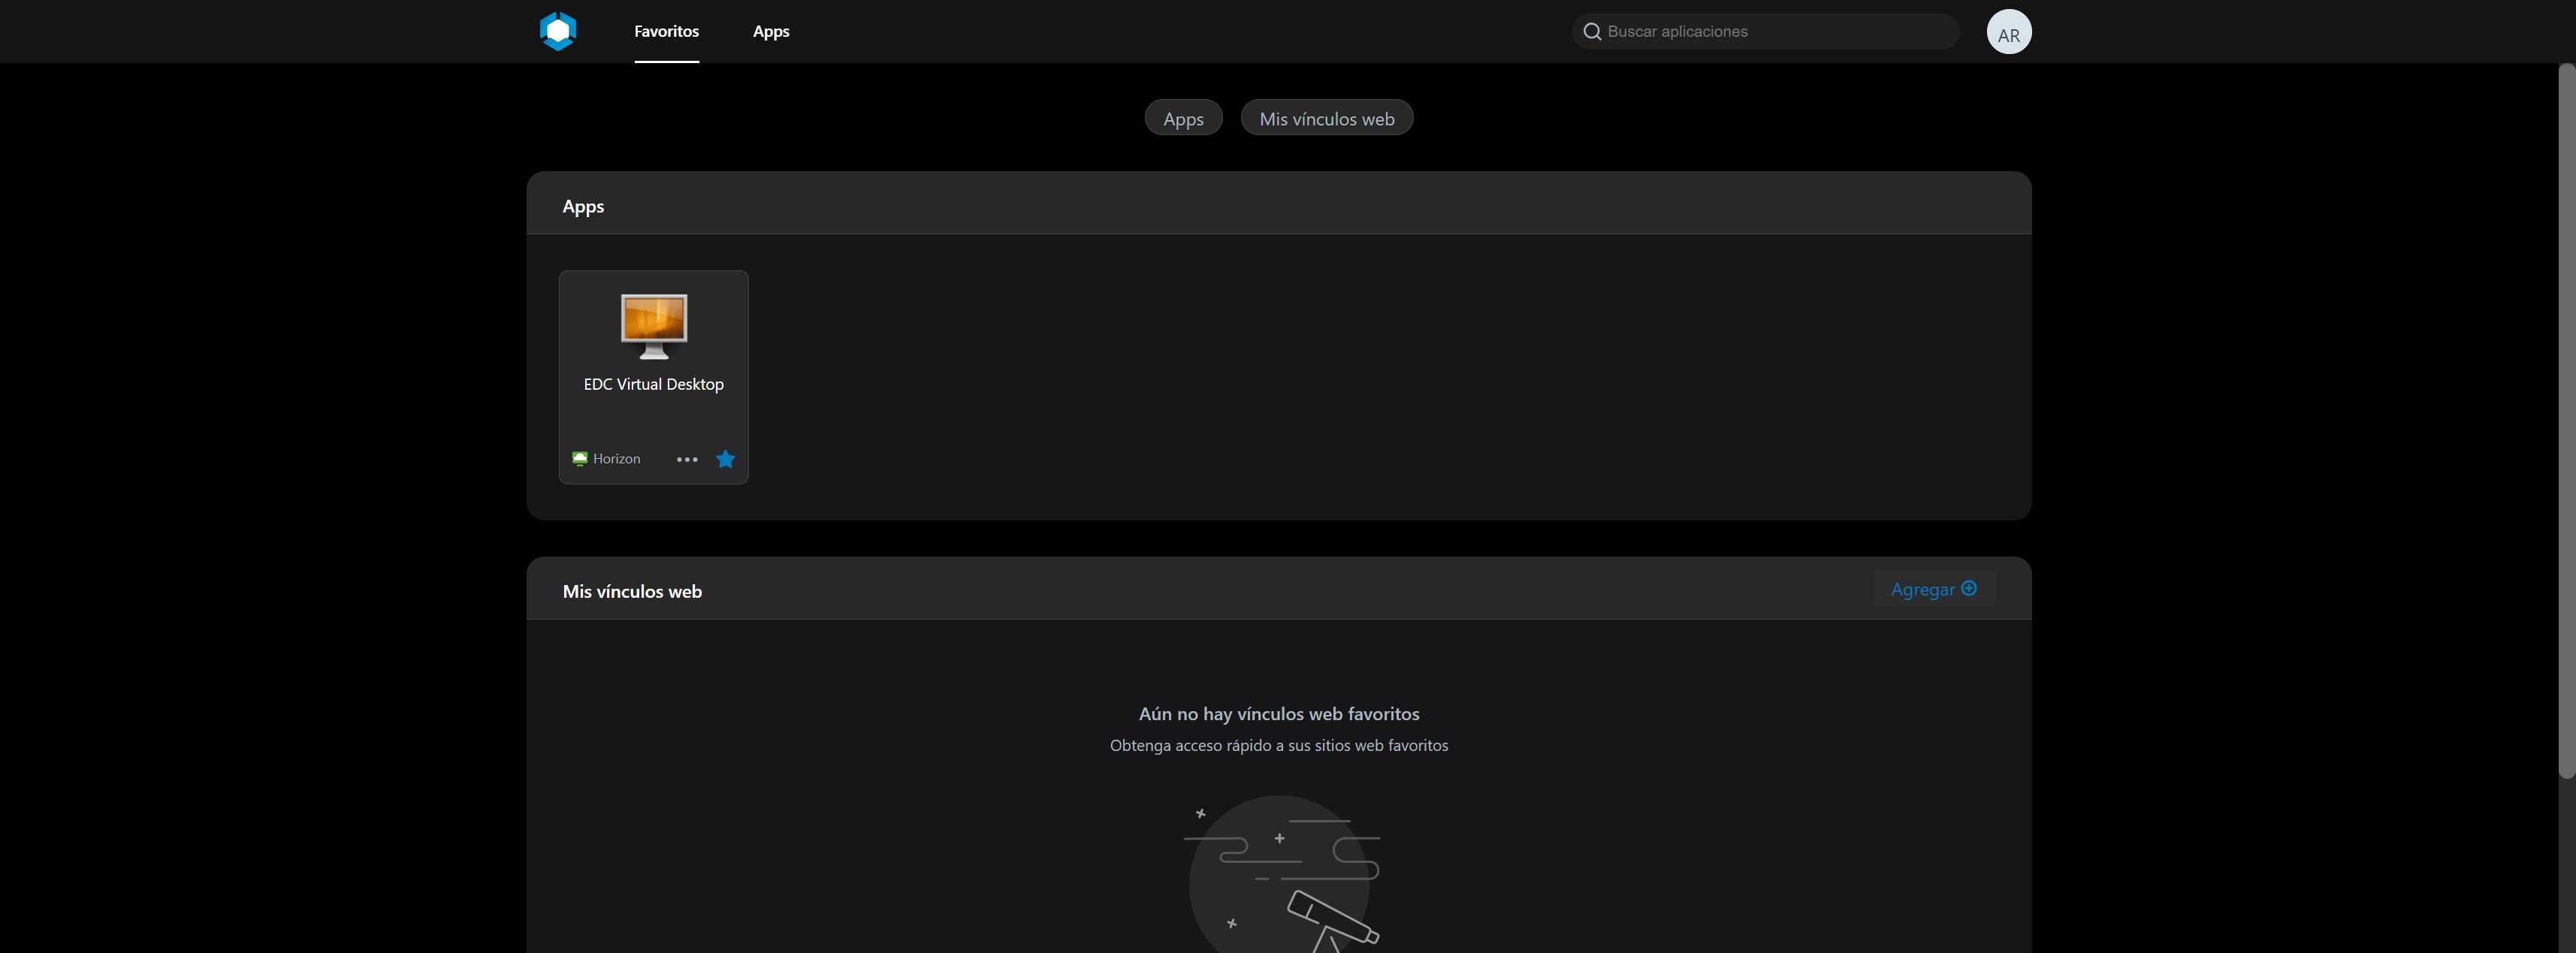 Favoritos
Apps
Buscar aplicaciones
AR
Apps
Mis vínculos web
Apps
EDC Virtual Desktop
Horizon
Mis vínculos web
Agregar
Aún no hay vínculos web favoritos
Obtenga acceso rápido a sus sitios web favoritos